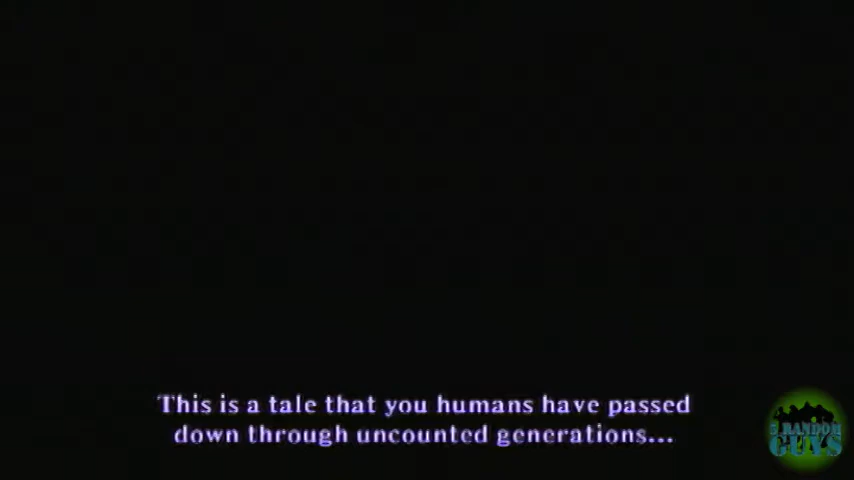 This is a tale that you humans have passed
down through uncounted generations...
3 RANDOM
GUYS